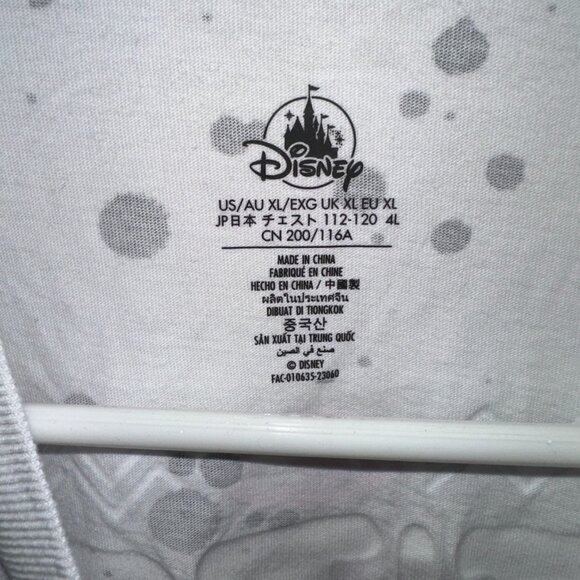 Disney
US/AU XL/EXG UK XL EU XL
JP日本 チェスト 112-120 4L
CN 200/116A
MADE IN CHINA
FABRIQUÉ EN CHINE
HECHO EN CHINA / 中國製
ผลิตในประเทศจีน
DIBUAT DI TIONGKOK
중국산
SẢN XUẤT TẠI TRUNG QUỐC
صنع في الصين
© DISNEY
FAC-010635-23060